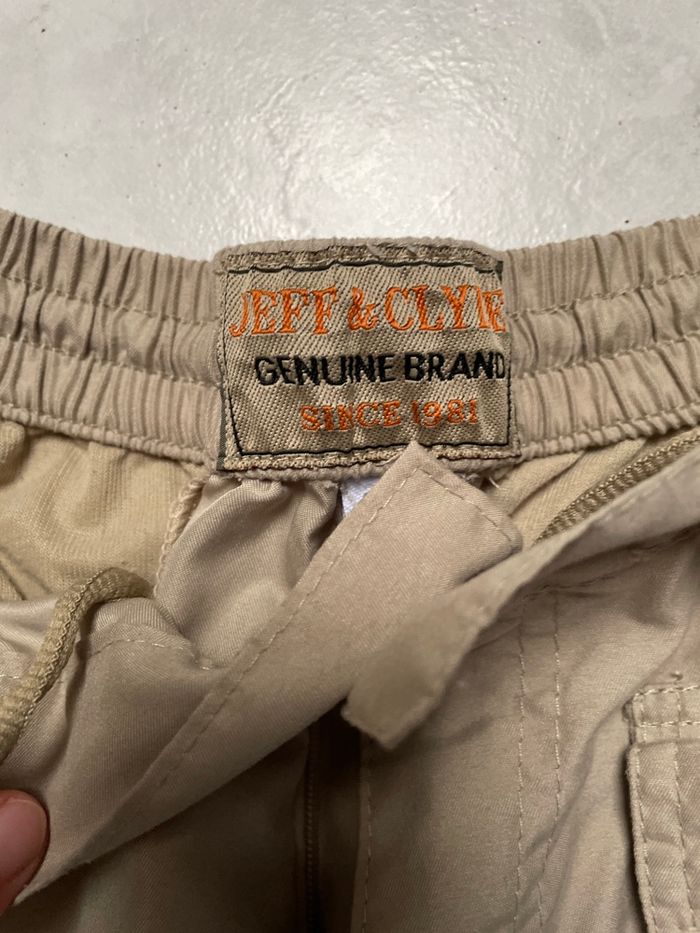 JEFF & CLYDE
GENUINE BRAND
SINCE 1981